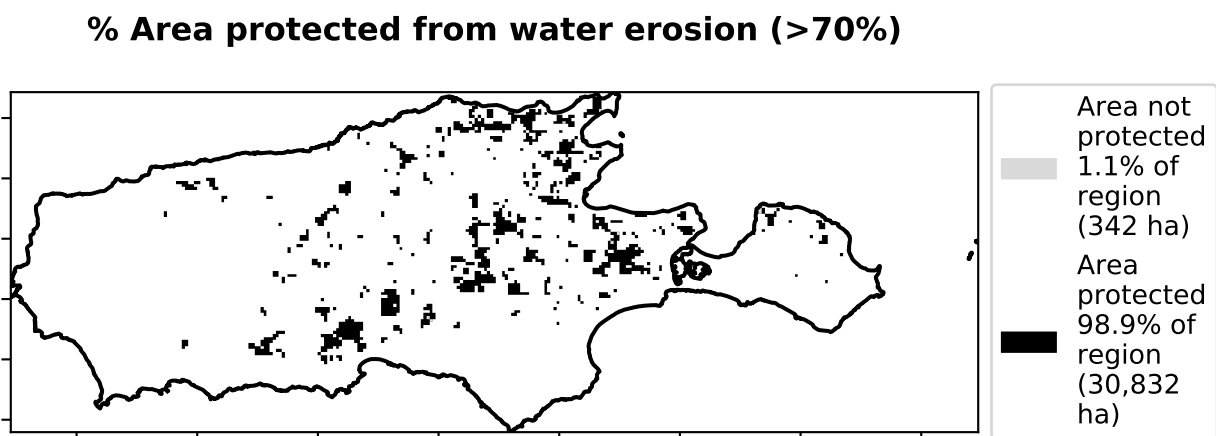 % Area protected from water erosion (>70%)
Area not
protected
1.1% of
region
(342 ha)
Area
protected
98.9% of
region
(30,832
ha)